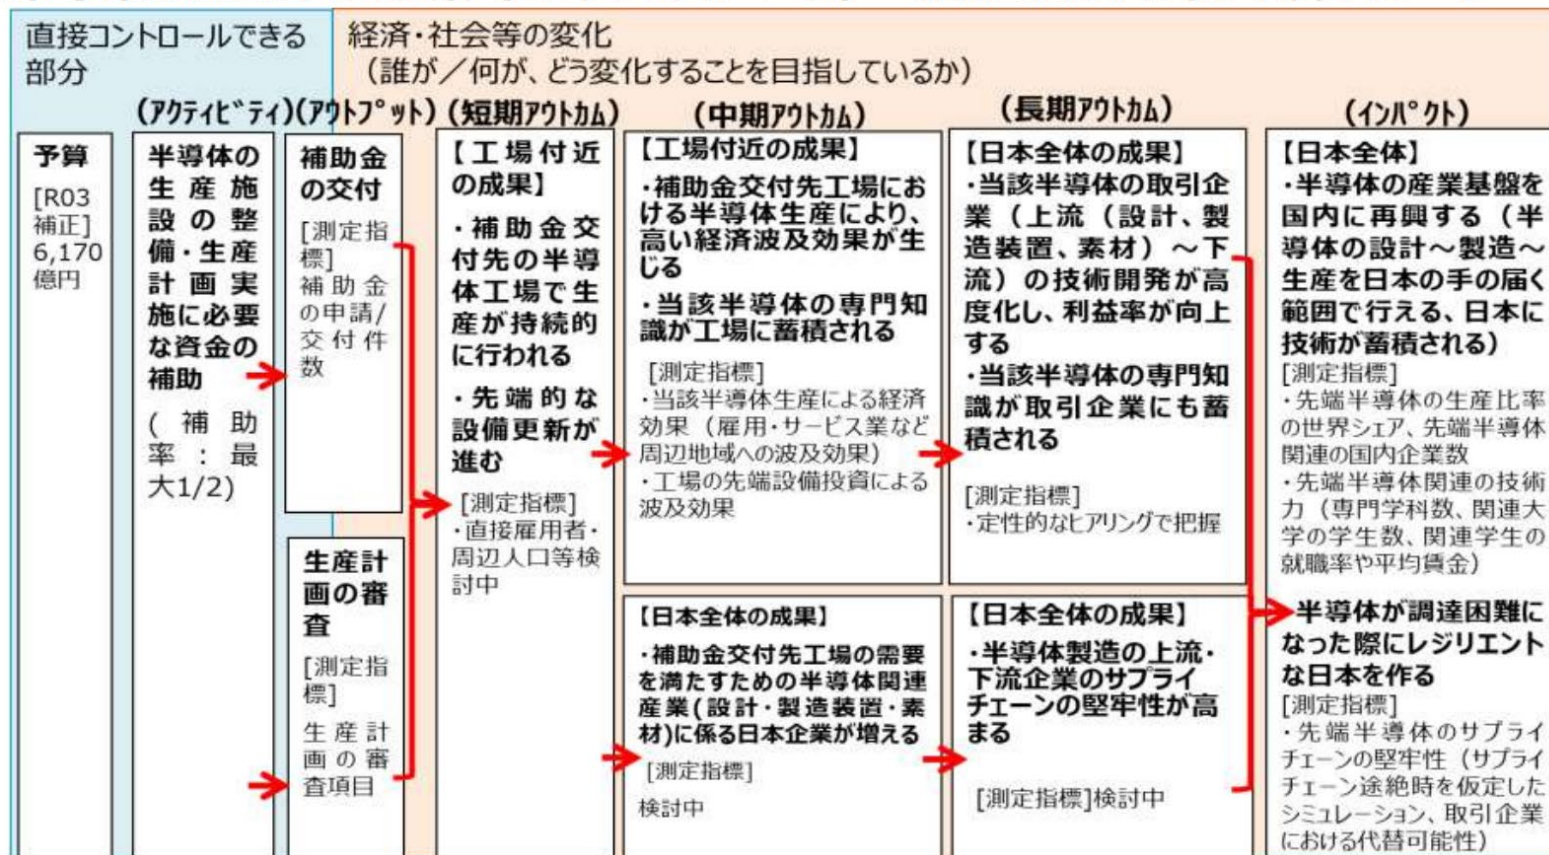 直接コントロールできる
部分
経済・社会等の変化
（誰が／何が、どう変化することを目指しているか）
(アクティビティ)
(アウトプット)
(短期アウトカム)
(中期アウトカム)
(長期アウトカム)
(インパクト)
予算
[R03
補正]
6,170
億円
半導体の
生産施
設の整
備・生産
計画実
施に必要
な資金の
補助
(補助
率：最
大1/2)
補助金
の交付
[測定指
標]
補助金
の申請/
交付件
数
生産計
画の審
査
[測定指
標]
生産計
画の審
査項目
【工場付近
の成果】
・補助金交
付先の半導
体工場で生
産が持続的
に行われる
・先端的な
設備更新が
進む
[測定指標]
・直接雇用者・
周辺人口等検
討中
【工場付近の成果】
・補助金交付先工場にお
ける半導体生産により、
高い経済波及効果が生
じる
・当該半導体の専門知
識が工場に蓄積される
[測定指標]
・当該半導体生産による経済
効果（雇用・サービス業など
周辺地域への波及効果）
・工場の先端設備投資による
波及効果
【日本全体の成果】
・補助金交付先工場の需要
を満たすための半導体関連
産業(設計・製造装置・素
材)に係る日本企業が増える
[測定指標]
検討中
【日本全体の成果】
・当該半導体の取引企
業（上流（設計、製
造装置、素材）～下
流）の技術開発が高
度化し、利益率が向上
する
・当該半導体の専門知
識が取引企業にも蓄
積される
[測定指標]
・定性的なヒアリングで把握
【日本全体の成果】
・半導体製造の上流・
下流企業のサプライ
チェーンの堅牢性が高
まる
[測定指標]検討中
【日本全体】
・半導体の産業基盤を
国内に再興する（半
導体の設計～製造～
生産を日本の手の届く
範囲で行える、日本に
技術が蓄積される）
[測定指標]
・先端半導体の生産比率
の世界シェア、先端半導体
関連の国内企業数
・先端半導体関連の技術
力（専門学科数、関連大
学の学生数、関連学生の
就職率や平均賃金）
・半導体が調達困難に
なった際にレジリエント
な日本を作る
[測定指標]
・先端半導体のサプライ
チェーンの堅牢性（サプライ
チェーン途絶時を仮定した
シミュレーション、取引企業
における代替可能性）